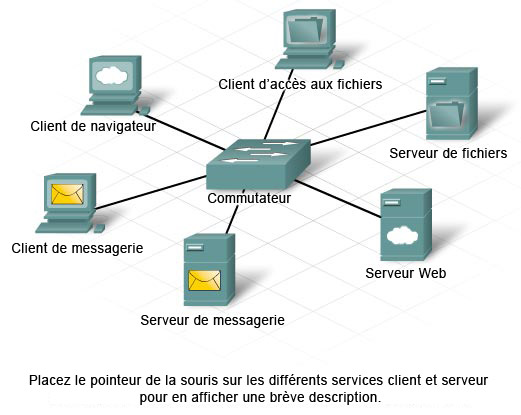 Client d'accès aux fichiers
Client de navigateur
Serveur de fichiers
Commutateur
Client de messagerie
Serveur Web
Serveur de messagerie
Placez le pointeur de la souris sur les différents services client et serveur
pour en afficher une brève description.